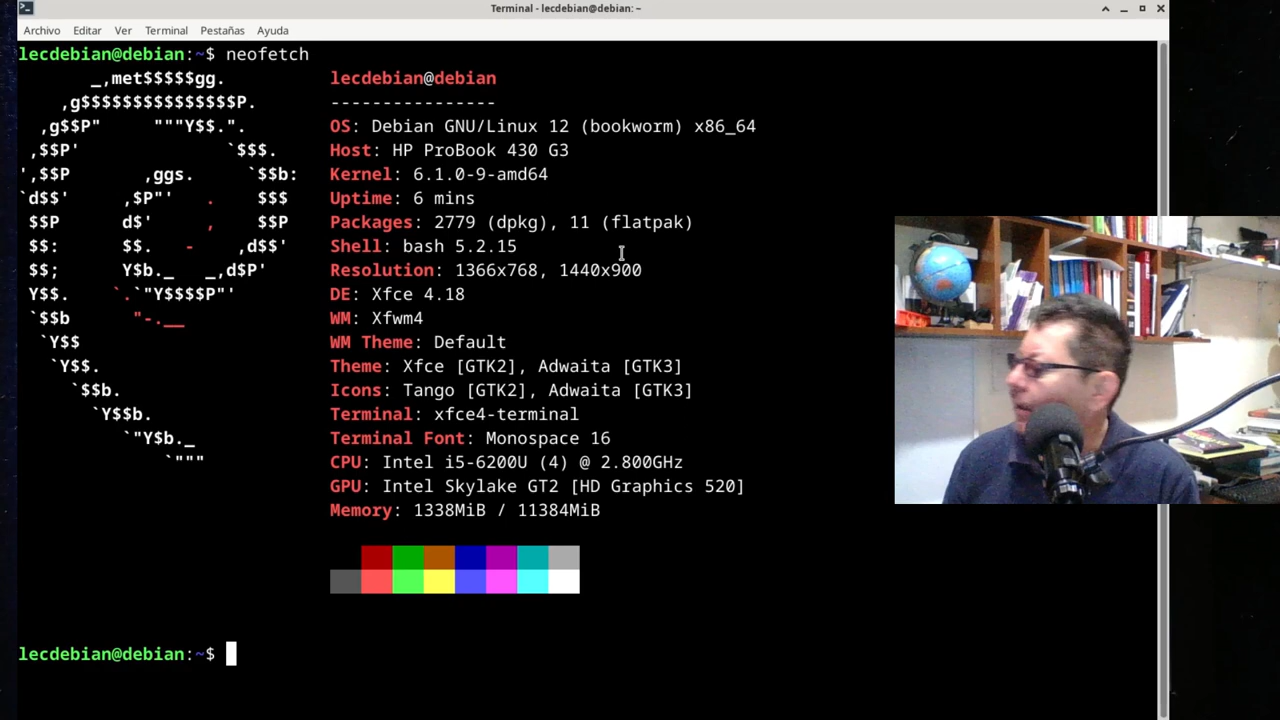 Terminal - lecdebian@debian: ~
Archivo Editar Ver Terminal Pestañas Ayuda
lecdebian@debian:~$ neofetch
_,met$$$$$gg.
,g$$$$$$$$$$$$$$$P.
,g$$P" """Y$$.".
,$$P' `$$$.
',$$P ,ggs. `$$b:
`d$$' ,$P"' . $$$
$$P d$' , $$P
$$: $$. - ,d$$'
$$; Y$b._ _,d$P'
Y$$. `.`"Y$$$$P"'
`$$b "-.__
`Y$$
`Y$$.
`$$b.
`Y$$b.
`"Y$b._
`"""
lecdebian@debian
----------------
OS: Debian GNU/Linux 12 (bookworm) x86_64
Host: HP ProBook 430 G3
Kernel: 6.1.0-9-amd64
Uptime: 6 mins
Packages: 2779 (dpkg), 11 (flatpak)
Shell: bash 5.2.15
Resolution: 1366x768, 1440x900
DE: Xfce 4.18
WM: Xfwm4
WM Theme: Default
Theme: Xfce [GTK2], Adwaita [GTK3]
Icons: Tango [GTK2], Adwaita [GTK3]
Terminal: xfce4-terminal
Terminal Font: Monospace 16
CPU: Intel i5-6200U (4) @ 2.800GHz
GPU: Intel Skylake GT2 [HD Graphics 520]
Memory: 1338MiB / 11384MiB
lecdebian@debian:~$